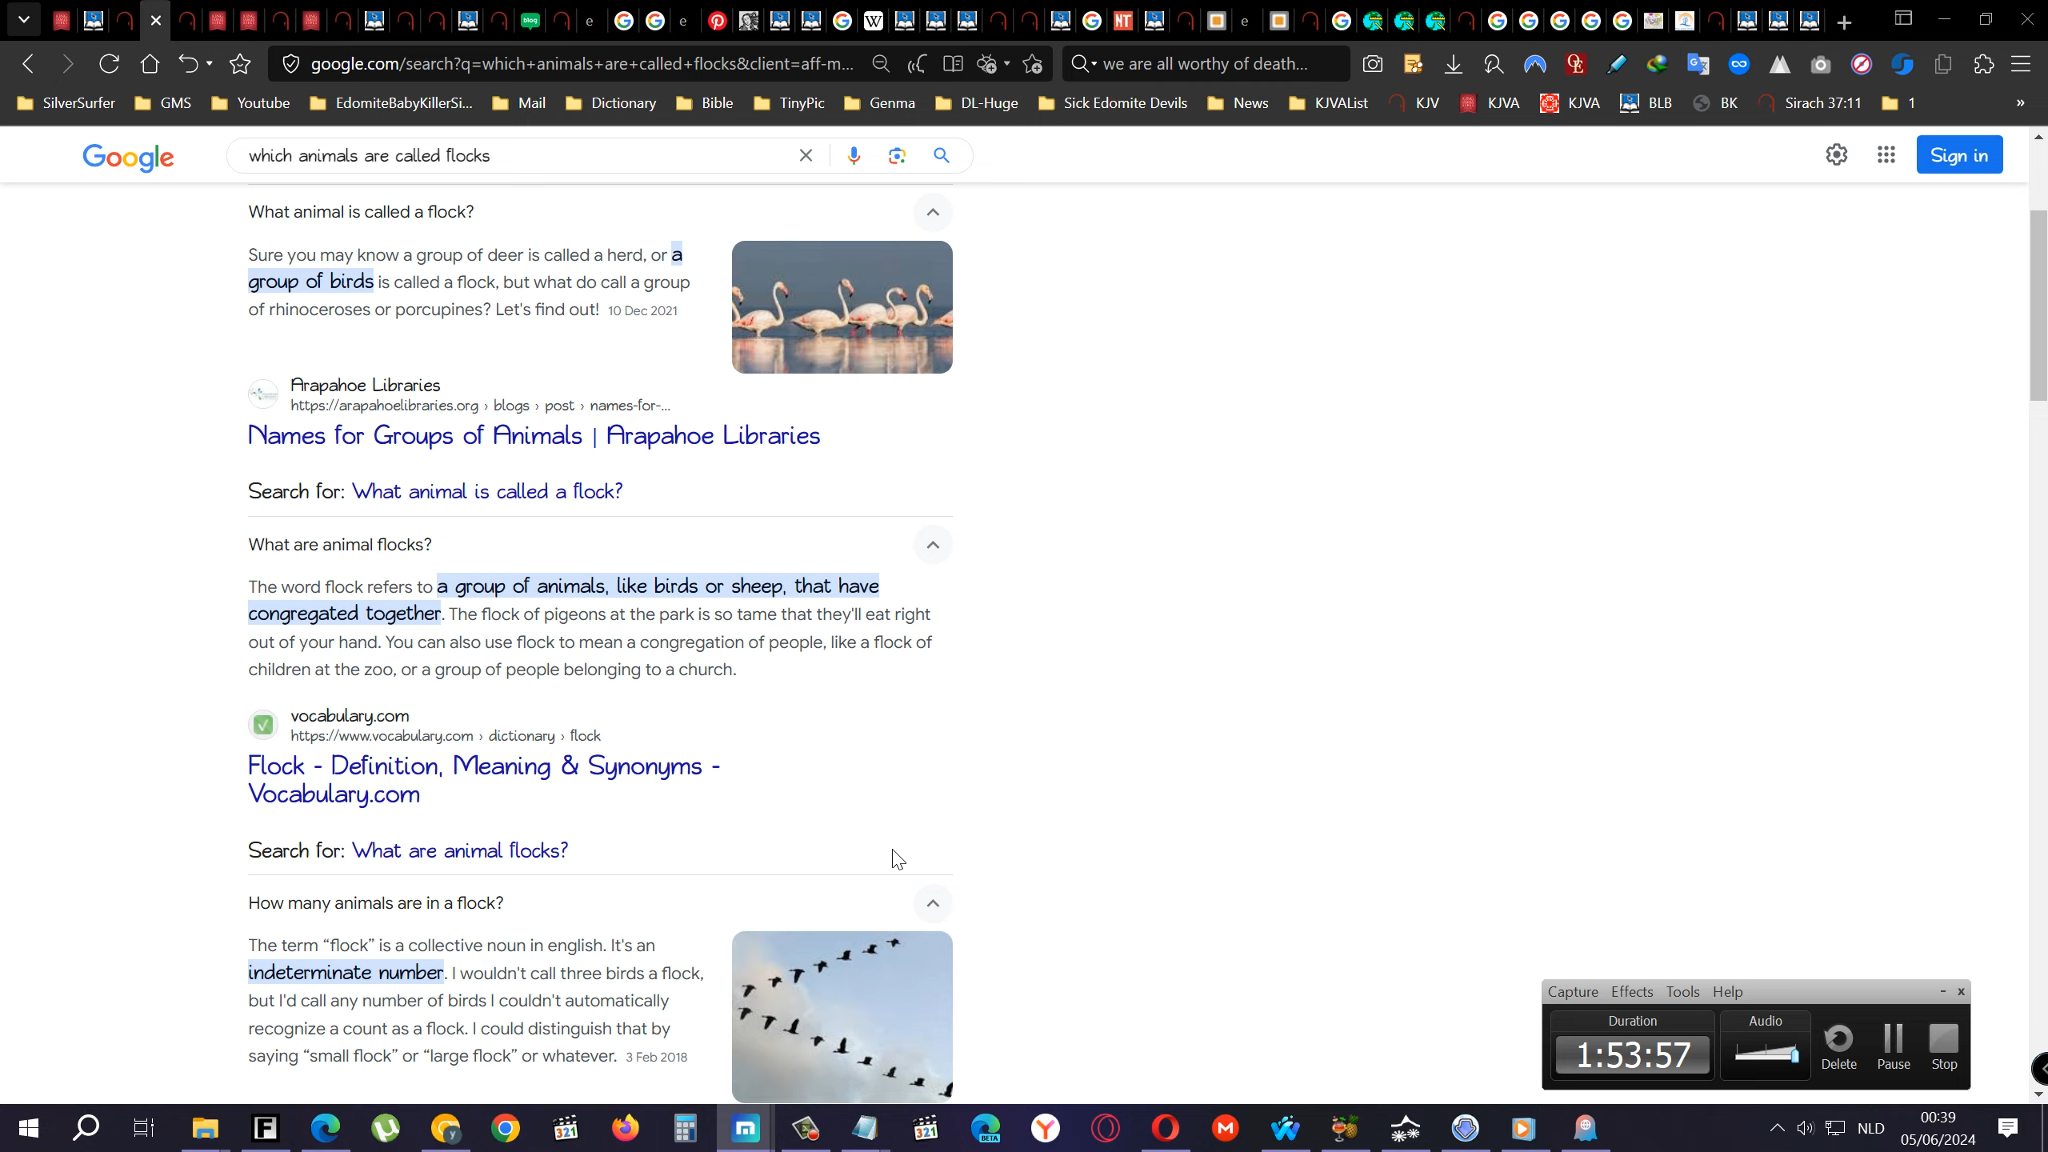 google.com/search?q=which+animals+are+called+flocks&client=aff-m...
we are all worthy of death...
SilverSurfer
GMS
Youtube
EdomiteBabyKillerSi...
Mail
Dictionary
Bible
TinyPic
Genma
DL-Huge
Sick Edomite Devils
News
KJVAList
KJV
KJVA
KJVA
BLB
BK
Sirach 37:11
1
»
Google
which animals are called flocks
Sign in
What animal is called a flock?
Sure you may know a group of deer is called a herd, or a
group of birds is called a flock, but what do call a group
of rhinoceroses or porcupines? Let's find out! 10 Dec 2021
Arapahoe Libraries
https://arapahoelibraries.org › blogs › post › names-for-...
Names for Groups of Animals | Arapahoe Libraries
Search for: What animal is called a flock?
What are animal flocks?
The word flock refers to a group of animals, like birds or sheep, that have
congregated together. The flock of pigeons at the park is so tame that they'll eat right
out of your hand. You can also use flock to mean a congregation of people, like a flock of
children at the zoo, or a group of people belonging to a church.
vocabulary.com
https://www.vocabulary.com › dictionary › flock
Flock - Definition, Meaning & Synonyms -
Vocabulary.com
Search for: What are animal flocks?
How many animals are in a flock?
The term “flock” is a collective noun in english. It's an
indeterminate number. I wouldn't call three birds a flock,
but I'd call any number of birds I couldn't automatically
recognize a count as a flock. I could distinguish that by
saying “small flock” or “large flock” or whatever. 3 Feb 2018
Capture Effects Tools Help
Duration
1:53:57
Audio
Delete
Pause
Stop
NLD
00:39
05/06/2024